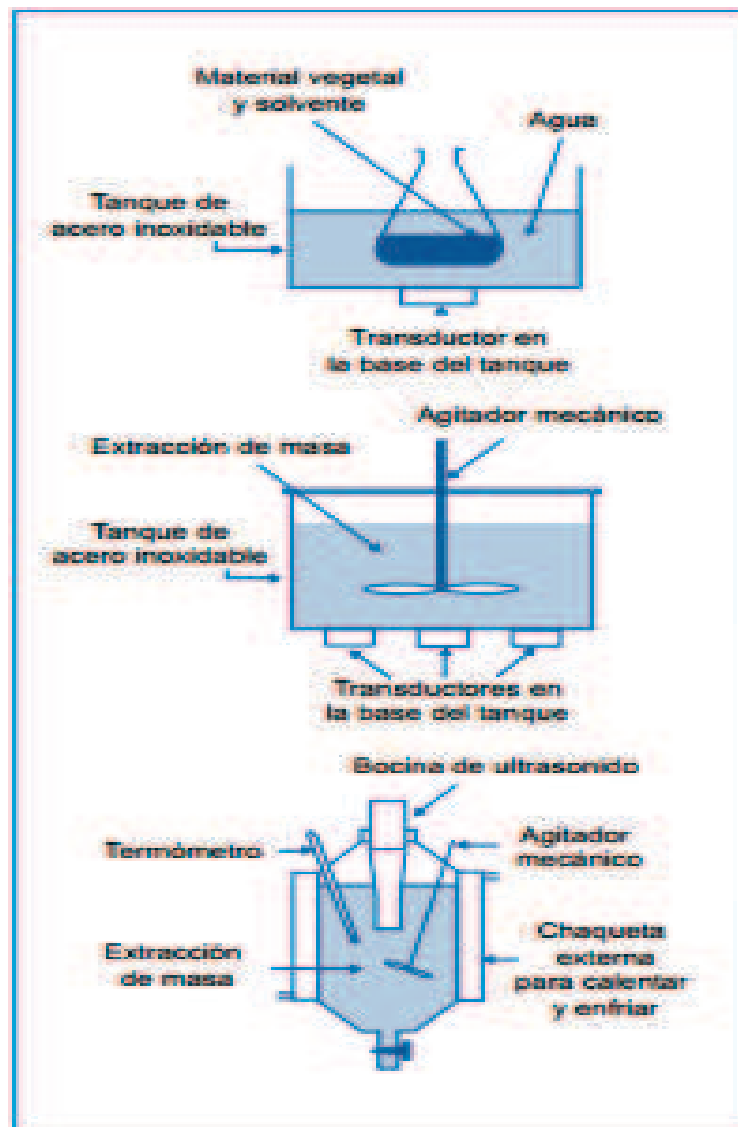 Material vegetal
y solvente
Agua
Tanque de
acero inoxidable
Transductor en
la base del tanque
Agitador mecánico
Extracción de masa
Tanque de
acero inoxidable
Transductores en
la base del tanque
Bocina de ultrasonido
Termómetro
Agitador
mecánico
Extracción
de masa
Chaqueta
externa
para calentar
y enfriar